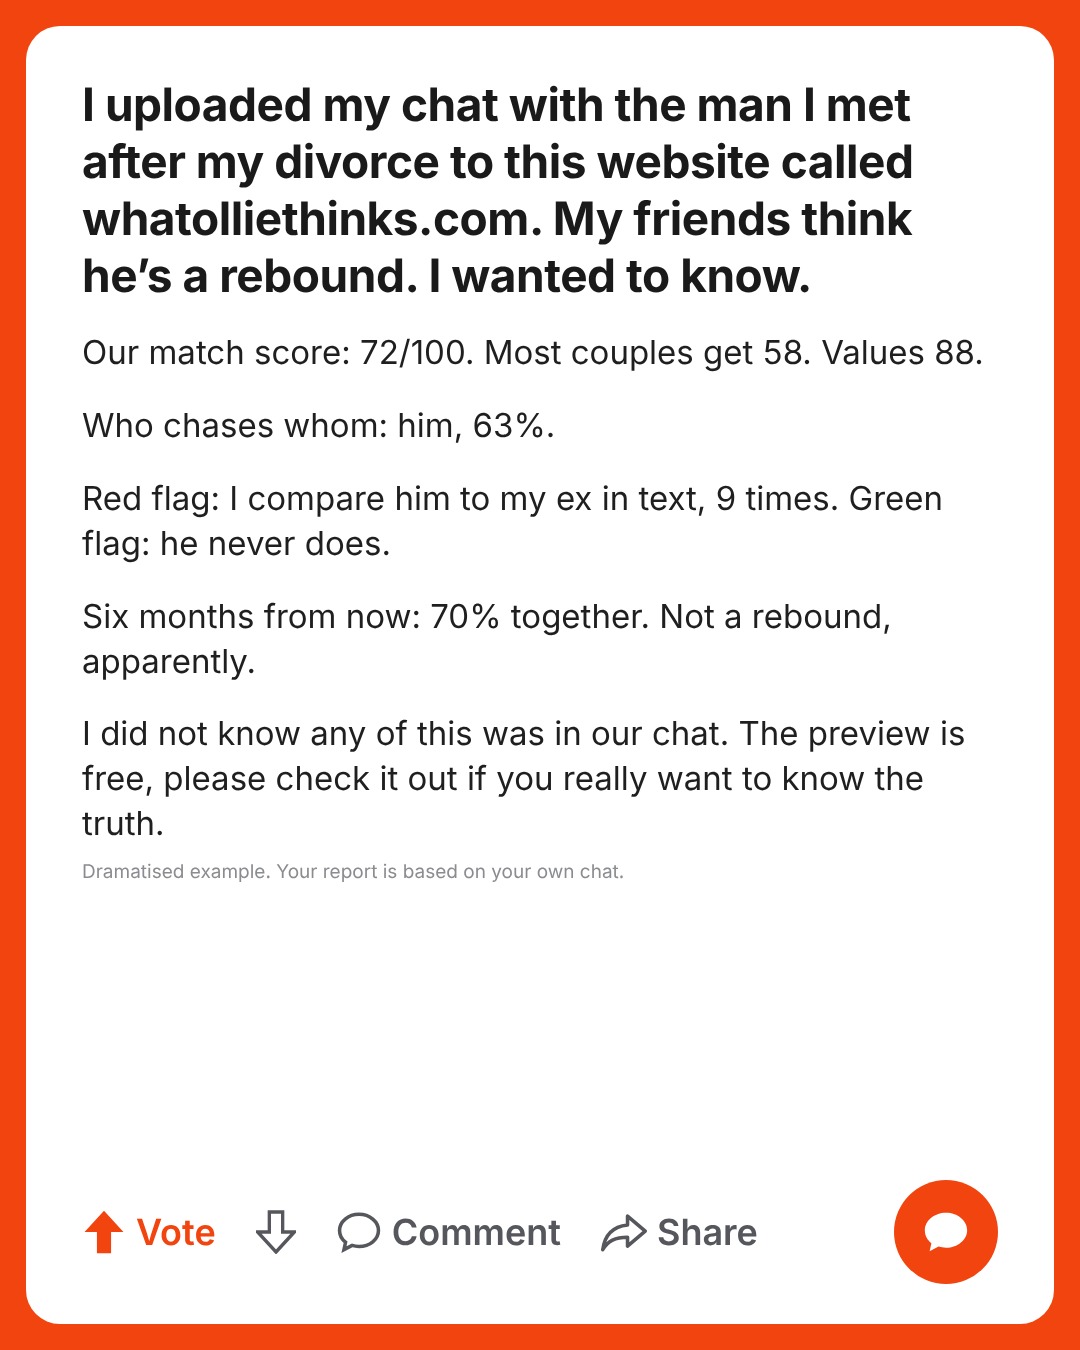 I uploaded my chat with the man I met
after my divorce to this website called
whatolliethinks.com. My friends think
he’s a rebound. I wanted to know.
Our match score: 72/100. Most couples get 58. Values 88.
Who chases whom: him, 63%.
Red flag: I compare him to my ex in text, 9 times. Green
flag: he never does.
Six months from now: 70% together. Not a rebound,
apparently.
I did not know any of this was in our chat. The preview is
free, please check it out if you really want to know the
truth.
Dramatised example. Your report is based on your own chat.
Vote Comment Share